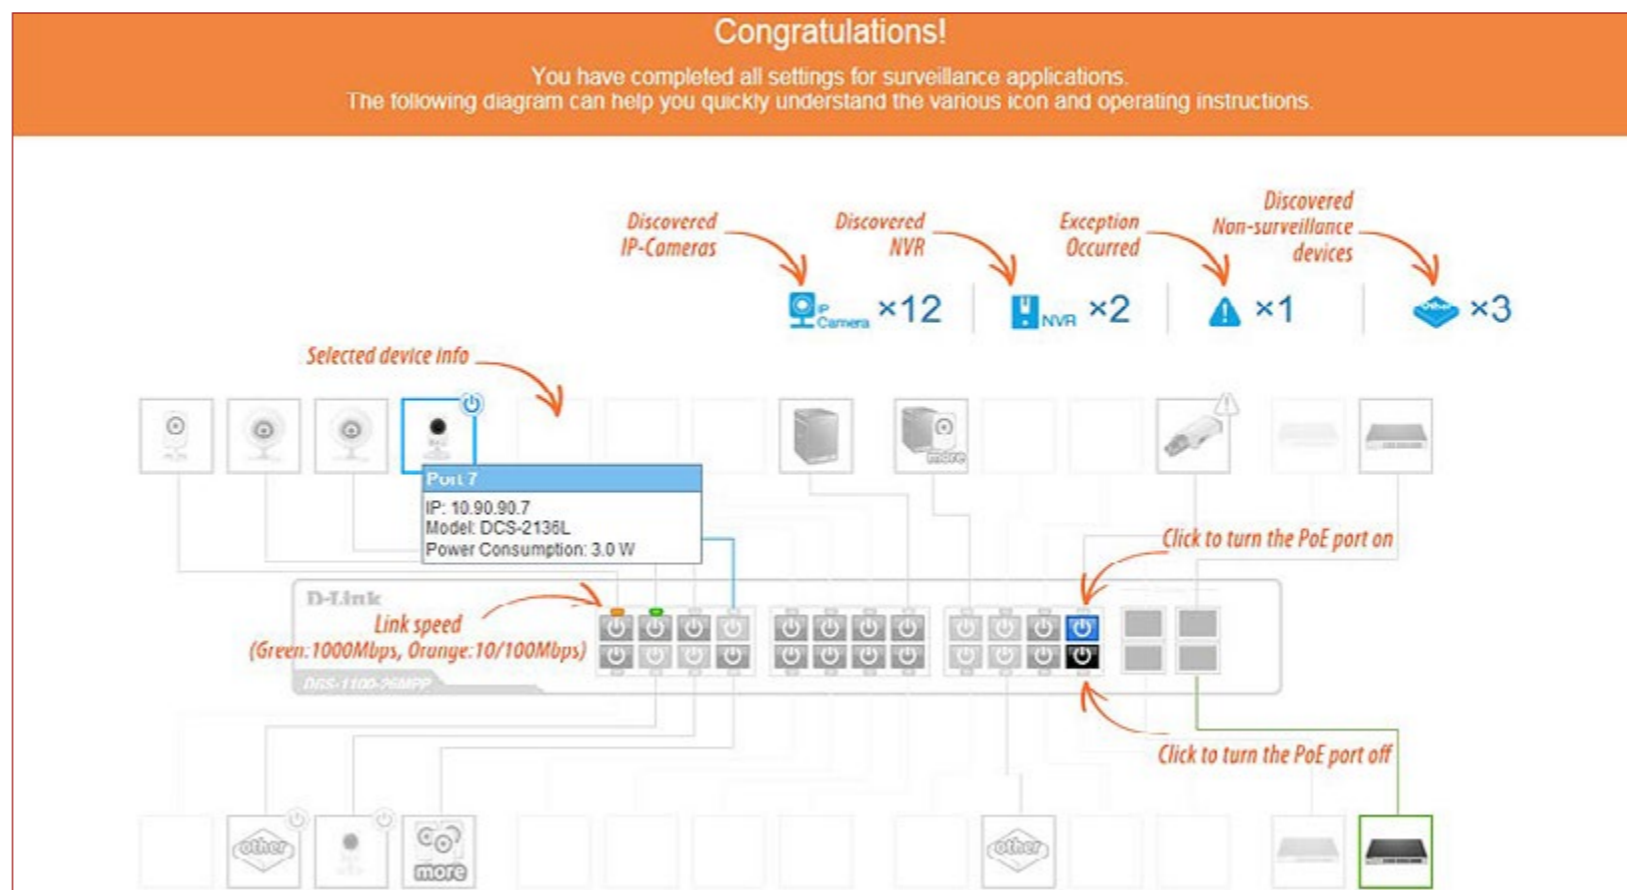 Congratulations!
You have completed all settings for surveillance applications.
The following diagram can help you quickly understand the various icon and operating instructions.
Discovered
IP-Cameras
Discovered
NVR
Exception
Occurred
Discovered
Non-surveillance
devices
IP
Camera ×12
NVR ×2
×1
Other ×3
Selected device info
more
Port 7
IP: 10.90.90.7
Model: DCS-2136L
Power Consumption: 3.0 W
Click to turn the PoE port on
D-Link
Link speed
(Green:1000Mbps, Orange:10/100Mbps)
DGS-1100-26MPP
Click to turn the PoE port off
other
more
other